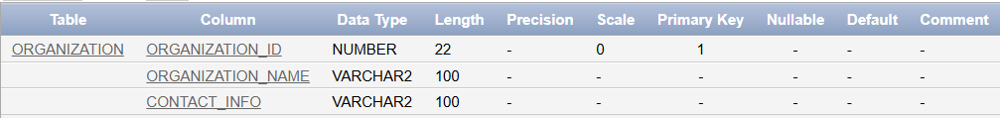 Table Column Data Type Length Precision Scale Primary Key Nullable Default Comment
ORGANIZATION ORGANIZATION_ID NUMBER 22 - 0 1 - - -
ORGANIZATION_NAME VARCHAR2 100 - - - - - -
CONTACT_INFO VARCHAR2 100 - - - - - -